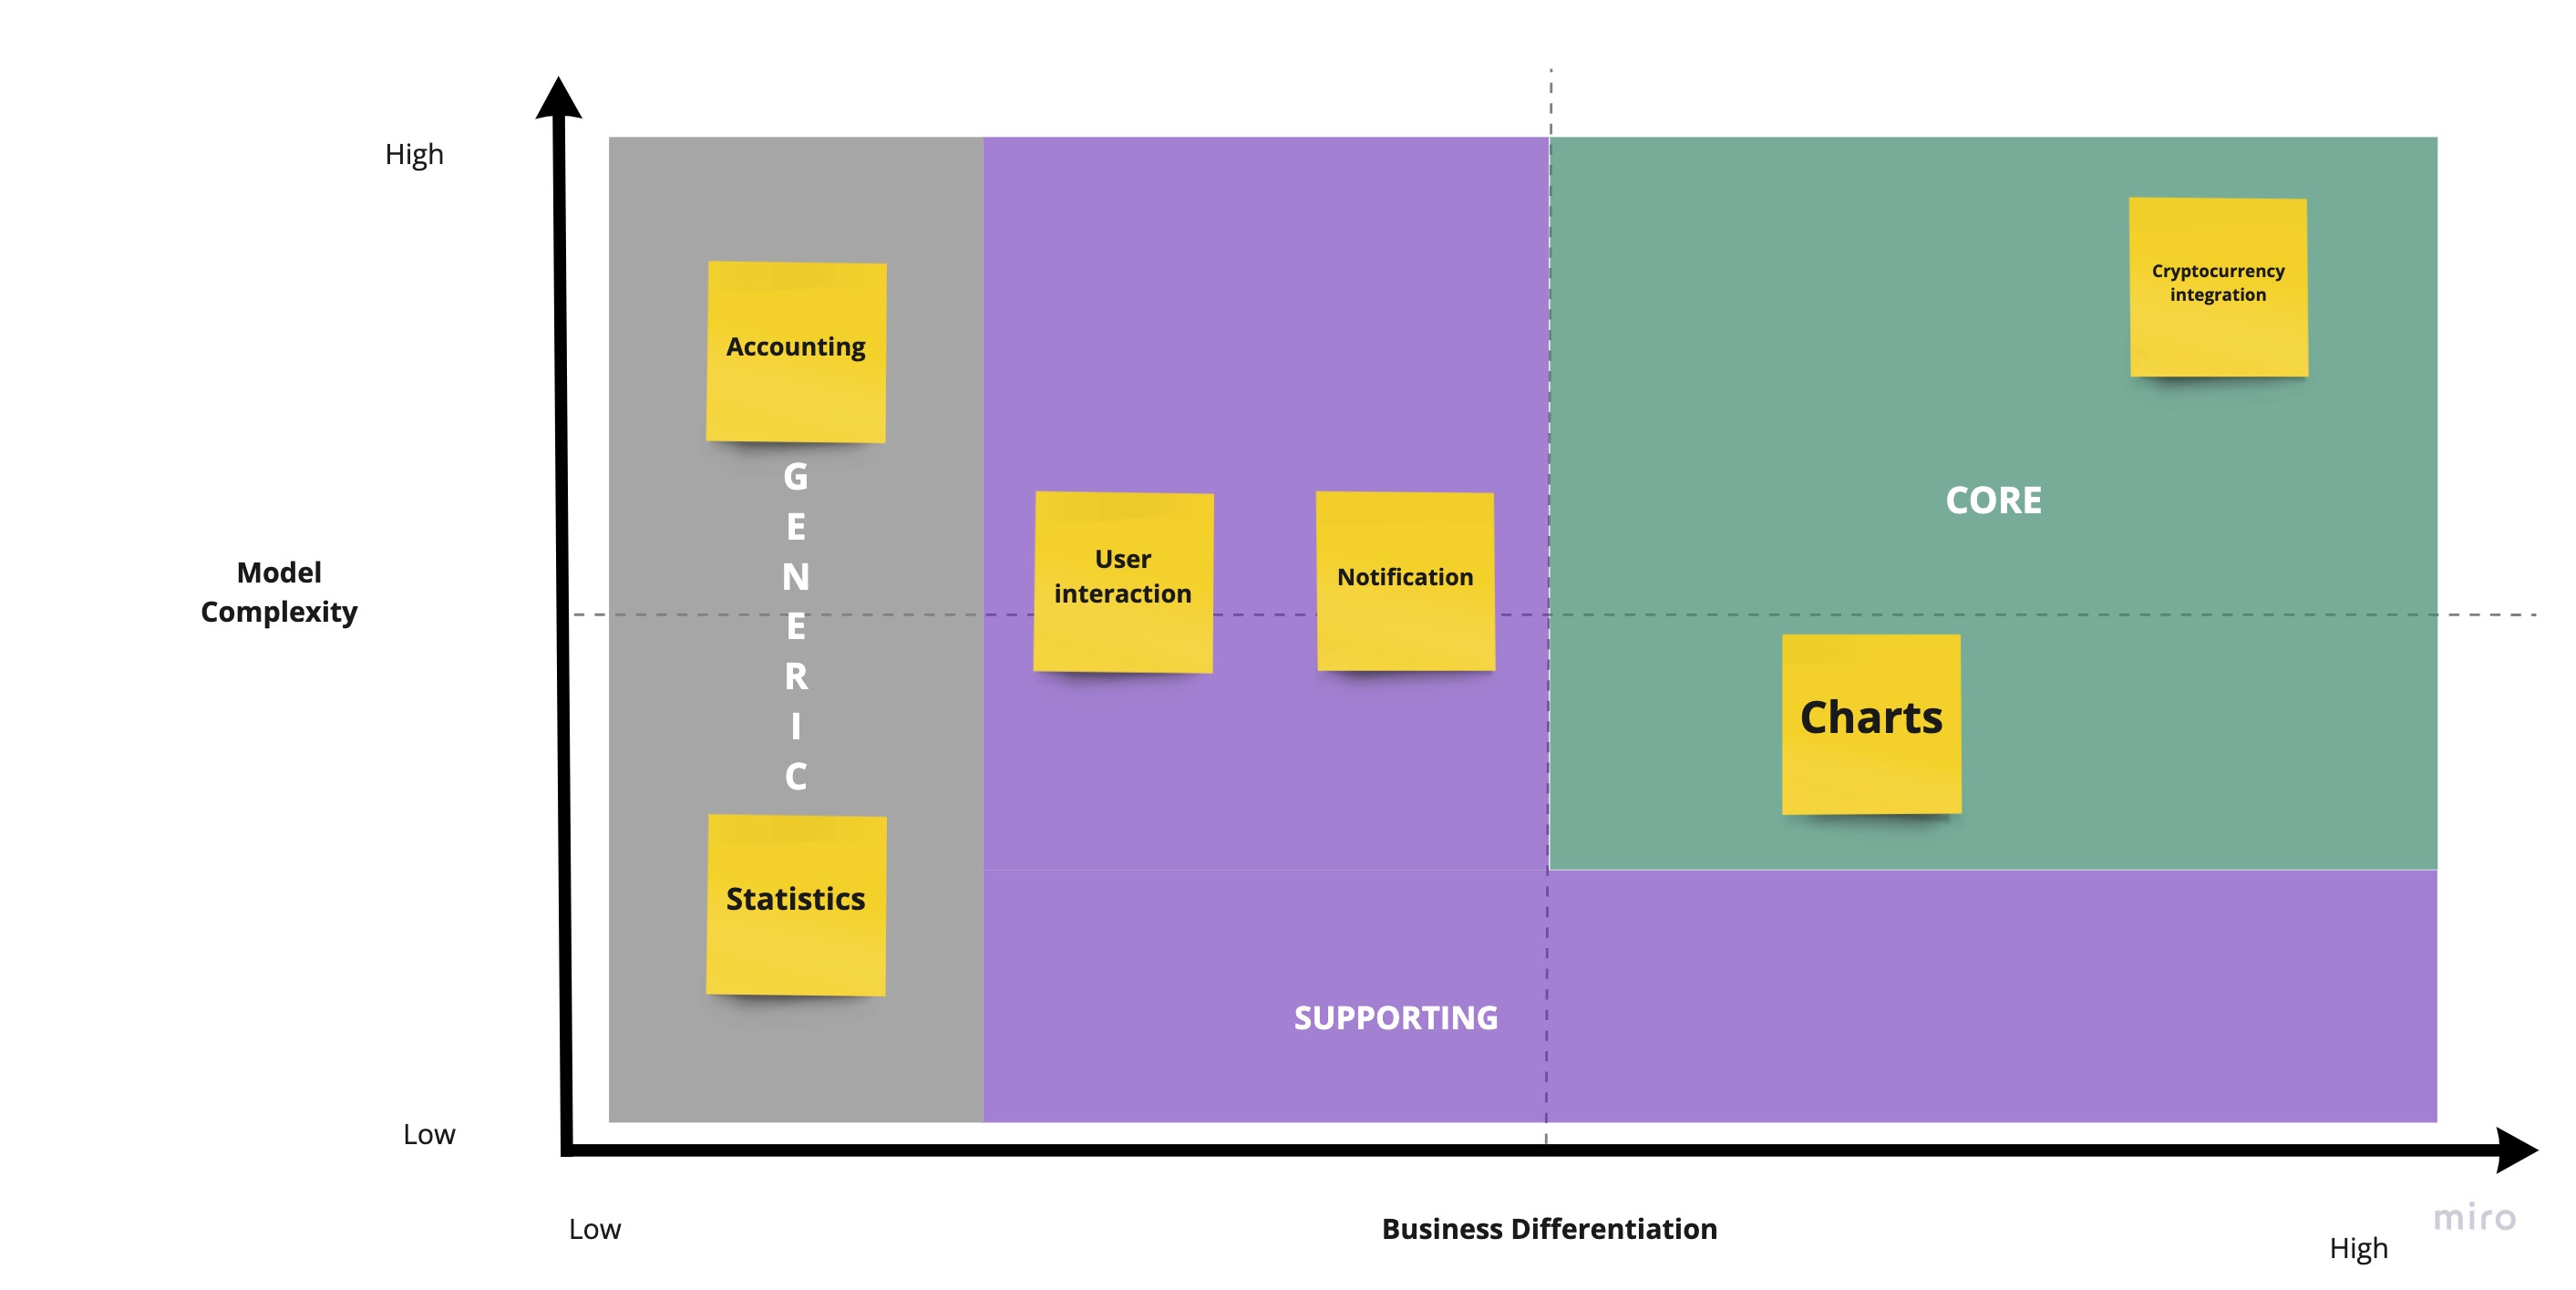 High
Cryptocurrency
integration
Accounting
G
E
N
E
R
I
C
CORE
User
interaction
Notification
Model
Complexity
Charts
Statistics
SUPPORTING
Low
Low
Business Differentiation
miro
High